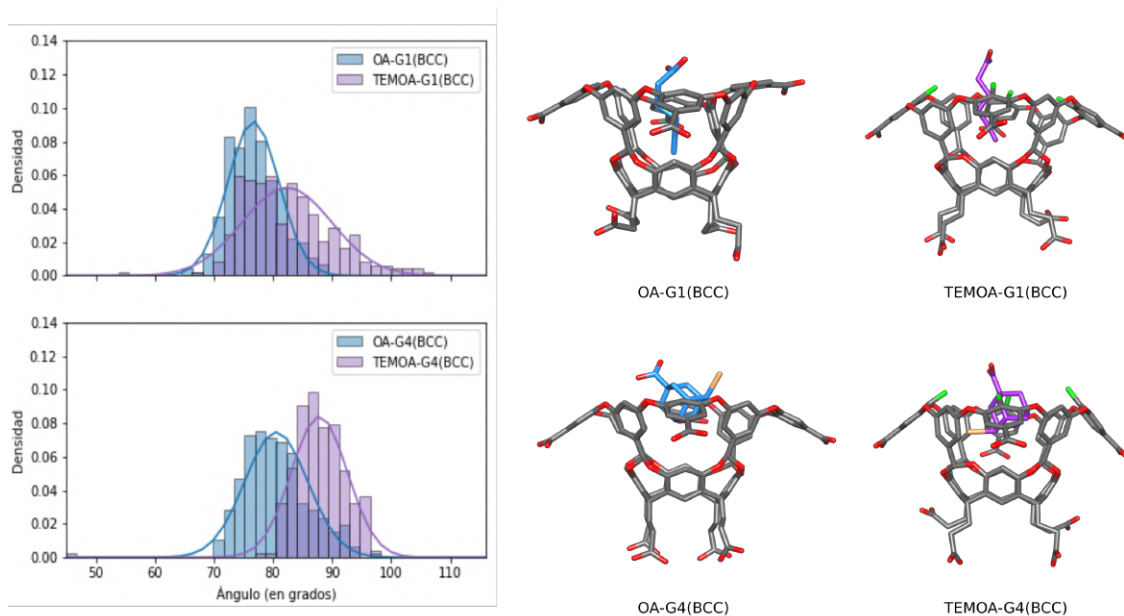 0.14
0.12
0.10
0.08
0.06
0.04
0.02
0.00
Densidad
OA-G1(BCC)
TEMOA-G1(BCC)
0.14
0.12
0.10
0.08
0.06
0.04
0.02
0.00
Densidad
OA-G4(BCC)
TEMOA-G4(BCC)
50 60 70 80 90 100 110
Ángulo (en grados)
OA-G1(BCC)
TEMOA-G1(BCC)
OA-G4(BCC)
TEMOA-G4(BCC)